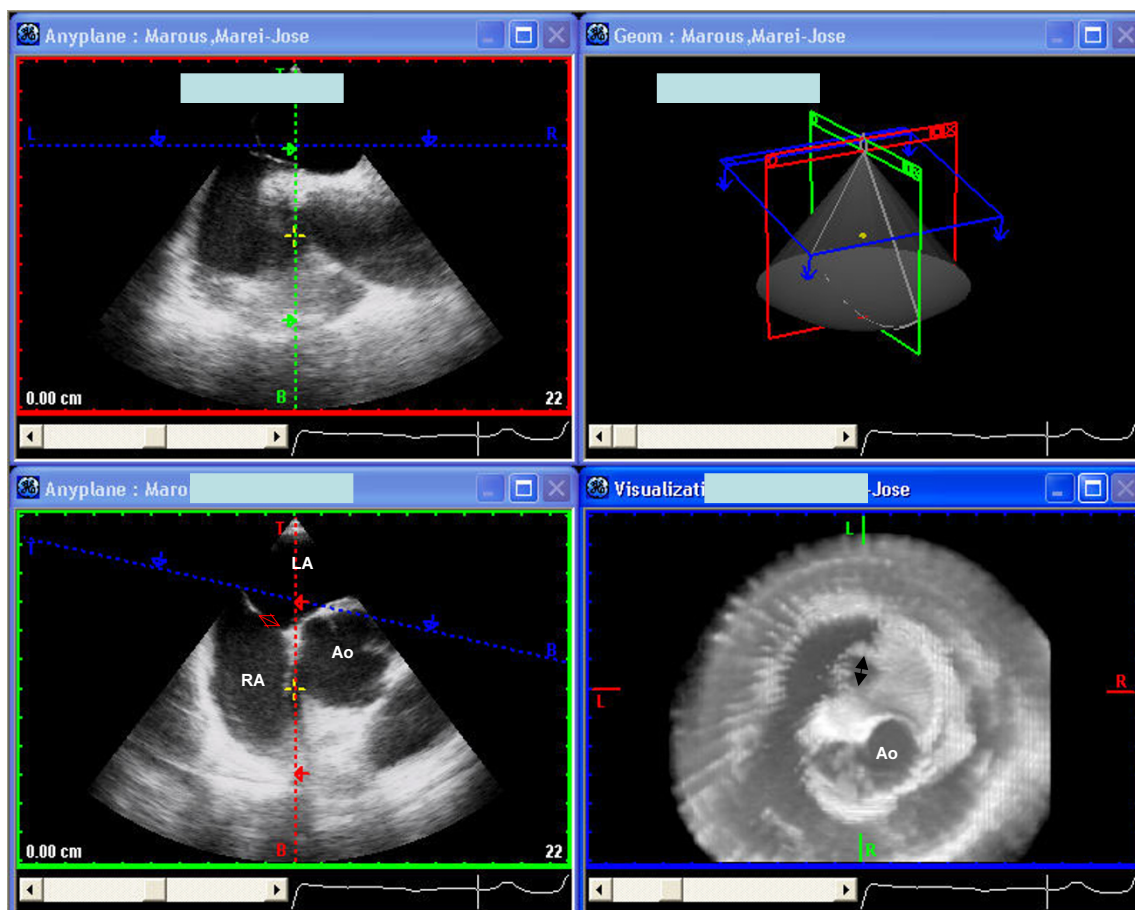 Anyplane : Marous,Marei-Jose
Geom : Marous,Marei-Jose
T
L
R
B
0.00 cm
22
Anyplane : Maro
Visualizati
-Jose
T
LA
T
RA
Ao
B
B
0.00 cm
22
L
L
R
Ao
R